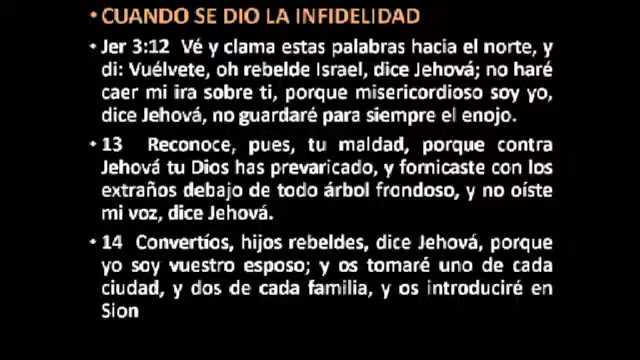 • CUANDO SE DIO LA INFIDELIDAD
• Jer 3:12 Vé y clama estas palabras hacia el norte, y
di: Vuélvete, oh rebelde Israel, dice Jehová; no haré
caer mi ira sobre ti, porque misericordioso soy yo,
dice Jehová, no guardaré para siempre el enojo.
• 13 Reconoce, pues, tu maldad, porque contra
Jehová tu Dios has prevaricado, y fornicaste con los
extraños debajo de todo árbol frondoso, y no oíste
mi voz, dice Jehová.
• 14 Convertíos, hijos rebeldes, dice Jehová, porque
yo soy vuestro esposo; y os tomaré uno de cada
ciudad, y dos de cada familia, y os introduciré en
Sion